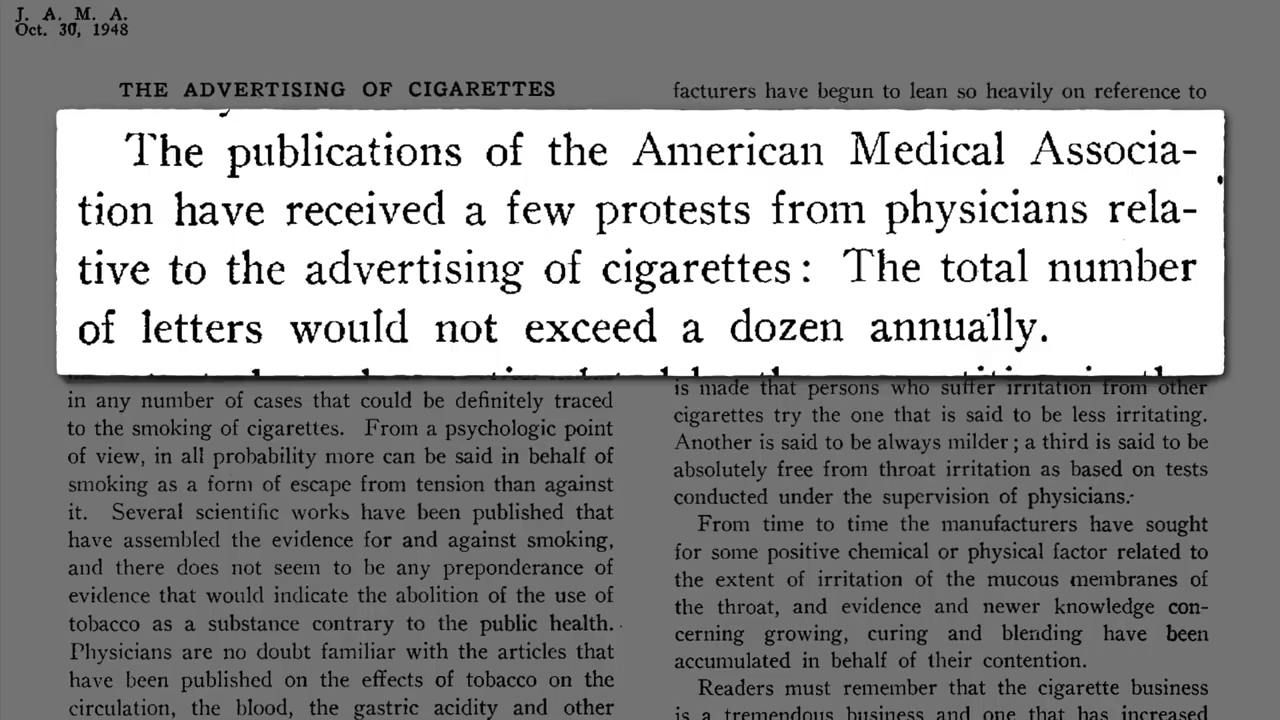 J. A. M. A.
Oct. 30, 1948
THE ADVERTISING OF CIGARETTES
The publications of the American Medical Associa-
tion have received a few protests from physicians rela-
tive to the advertising of cigarettes: The total number
of letters would not exceed a dozen annually.
in any number of cases that could be definitely traced
to the smoking of cigarettes. From a psychologic point
of view, in all probability more can be said in behalf of
smoking as a form of escape from tension than against
it. Several scientific works have been published that
have assembled the evidence for and against smoking,
and there does not seem to be any preponderance of
evidence that would indicate the abolition of the use of
tobacco as a substance contrary to the public health.
Physicians are no doubt familiar with the articles that
have been published on the effects of tobacco on the
circulation, the blood, the gastric acidity and other
facturers have begun to lean so heavily on reference to
is made that persons who suffer irritation from other
cigarettes try the one that is said to be less irritating.
Another is said to be always milder; a third is said to be
absolutely free from throat irritation as based on tests
conducted under the supervision of physicians.
From time to time the manufacturers have sought
for some positive chemical or physical factor related to
the extent of irritation of the mucous membranes of
the throat, and evidence and newer knowledge con-
cerning growing, curing and blending have been
accumulated in behalf of their contention.
Readers must remember that the cigarette business
is a tremendous business and one that has increased